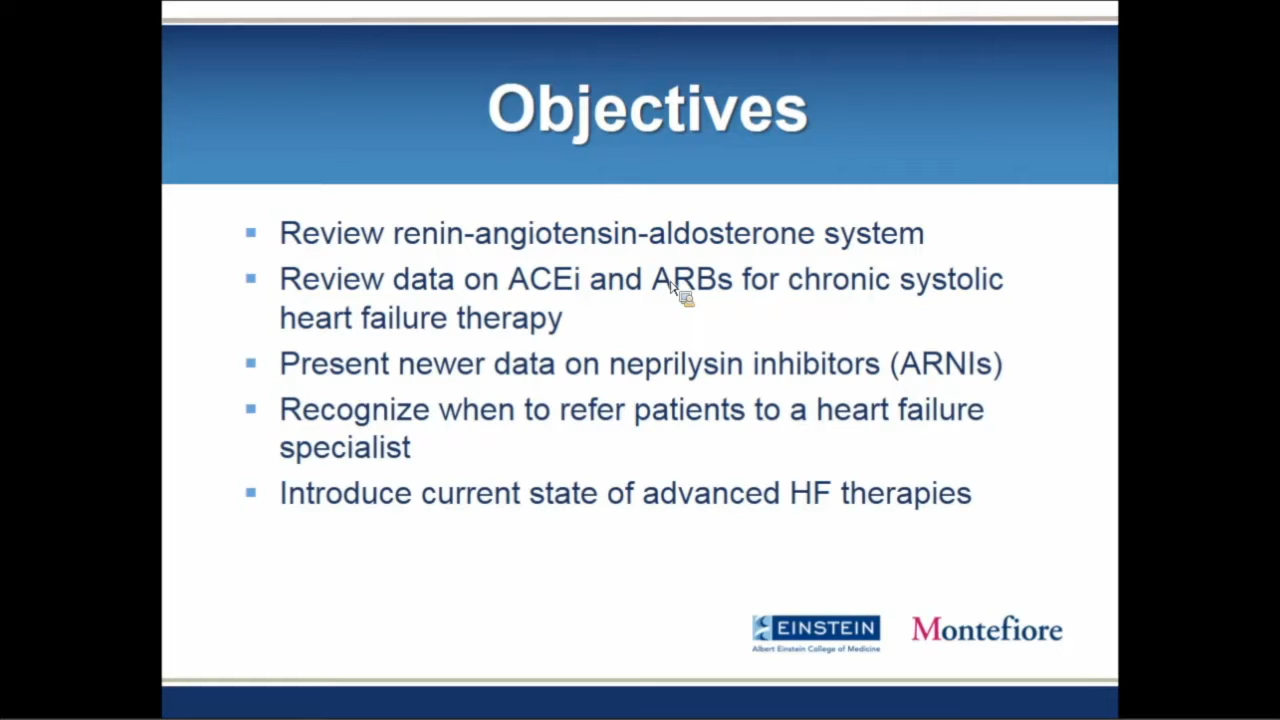 Objectives
Review renin-angiotensin-aldosterone system
Review data on ACEi and ARBs for chronic systolic
heart failure therapy
Present newer data on neprilysin inhibitors (ARNIs)
Recognize when to refer patients to a heart failure
specialist
Introduce current state of advanced HF therapies
EINSTEIN
Albert Einstein College of Medicine
Montefiore